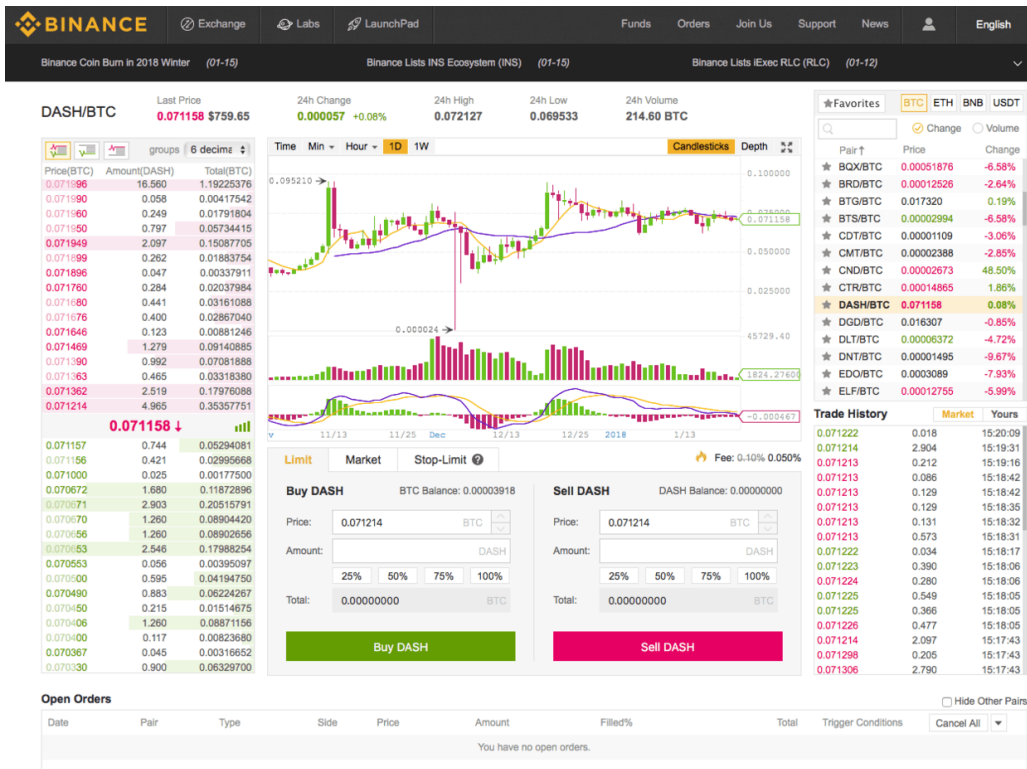 BINANCE Exchange Labs LaunchPad Funds Orders Join Us Support News English
Binance Coin Burn in 2018 Winter (01-15) Binance Lists INS Ecosystem (INS) (01-15) Binance Lists iExec RLC (RLC) (01-12)
DASH/BTC
Last Price
0.071158 $759.65
24h Change
0.000057 +0.08%
24h High
0.072127
24h Low
0.069533
24h Volume
214.60 BTC
groups 6 decima
Price(BTC) Amount(DASH) Total(BTC)
0.071996 16.560 1.19225376
0.071990 0.058 0.00417542
0.071960 0.249 0.01791804
0.071950 0.797 0.05734415
0.071949 2.097 0.15087705
0.071899 0.262 0.01883754
0.071896 0.047 0.00337911
0.071760 0.284 0.02037984
0.071680 0.441 0.03161088
0.071676 0.400 0.02867040
0.071646 0.123 0.00881246
0.071469 1.279 0.09140885
0.071390 0.992 0.07081888
0.071363 0.465 0.03318380
0.071362 2.519 0.17976088
0.071214 4.965 0.35357751
0.071158↓
0.071157 0.744 0.05294081
0.071156 0.421 0.02995668
0.071000 0.025 0.00177500
0.070672 1.680 0.11872896
0.070671 2.903 0.20515791
0.070670 1.260 0.08904420
0.070656 1.260 0.08902656
0.070653 2.546 0.17988254
0.070553 0.056 0.00395097
0.070500 0.595 0.04194750
0.070490 0.883 0.06224267
0.070450 0.215 0.01514675
0.070406 1.260 0.08871156
0.070400 0.117 0.00823680
0.070367 0.045 0.00316652
0.070330 0.900 0.06329700
Time Min Hour 1D 1W Candlesticks Depth
0.100000
0.095210
0.071158
0.050000
0.025000
0.000024
45729.40
1824.27600
-0.000467
v 11/13 11/25 Dec 12/13 12/25 2018 1/13
Limit Market Stop-Limit ? Fee: 0.10% 0.050%
Buy DASH BTC Balance: 0.00003918
Price: 0.071214 BTC
Amount: DASH
25% 50% 75% 100%
Total: 0.00000000 BTC
Buy DASH
Sell DASH DASH Balance: 0.00000000
Price: 0.071214 BTC
Amount: DASH
25% 50% 75% 100%
Total: 0.00000000 BTC
Sell DASH
★Favorites BTC ETH BNB USDT
Change Volume
Pair↑ Price Change
BQX/BTC 0.00051876 -6.58%
BRD/BTC 0.00012526 -2.64%
BTG/BTC 0.017320 0.19%
BTS/BTC 0.00002994 -6.58%
CDT/BTC 0.00001109 -3.06%
CMT/BTC 0.00002388 -2.85%
CND/BTC 0.00002673 48.50%
CTR/BTC 0.00014865 1.86%
DASH/BTC 0.071158 0.08%
DGD/BTC 0.016307 -0.85%
DLT/BTC 0.00006372 -4.72%
DNT/BTC 0.00001495 -9.67%
EDO/BTC 0.0003089 -7.93%
ELF/BTC 0.00012755 -5.99%
Trade History Market Yours
0.071222 0.018 15:20:09
0.071214 2.904 15:19:31
0.071213 0.212 15:19:16
0.071213 0.086 15:18:42
0.071213 0.129 15:18:42
0.071213 0.129 15:18:35
0.071213 0.131 15:18:32
0.071213 0.573 15:18:31
0.071222 0.034 15:18:17
0.071223 0.390 15:18:06
0.071224 0.280 15:18:06
0.071225 0.549 15:18:05
0.071225 0.366 15:18:05
0.071226 0.477 15:18:05
0.071214 2.097 15:17:43
0.071298 0.205 15:17:43
0.071306 2.790 15:17:43
Open Orders Hide Other Pairs
Date Pair Type Side Price Amount Filled% Total Trigger Conditions Cancel All
You have no open orders.